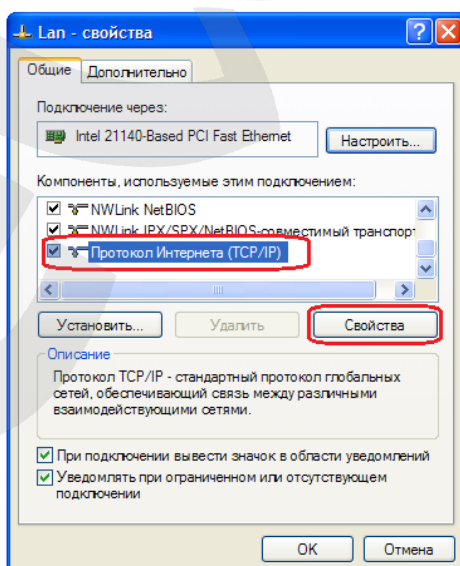 Lan - свойства
Общие Дополнительно
Подключение через:
Intel 21140-Based PCI Fast Ethernet Настроить...
Компоненты, используемые этим подключением:
NWLink NetBIOS
NWLink IPX/SPX/NetBIOS-совместимый транспорт
Протокол Интернета (TCP/IP)
Установить... Удалить Свойства
Описание
Протокол TCP/IP - стандартный протокол глобальных
сетей, обеспечивающий связь между различными
взаимодействующими сетями.
При подключении вывести значок в области уведомлений
Уведомлять при ограниченном или отсутствующем
подключении
OK Отмена